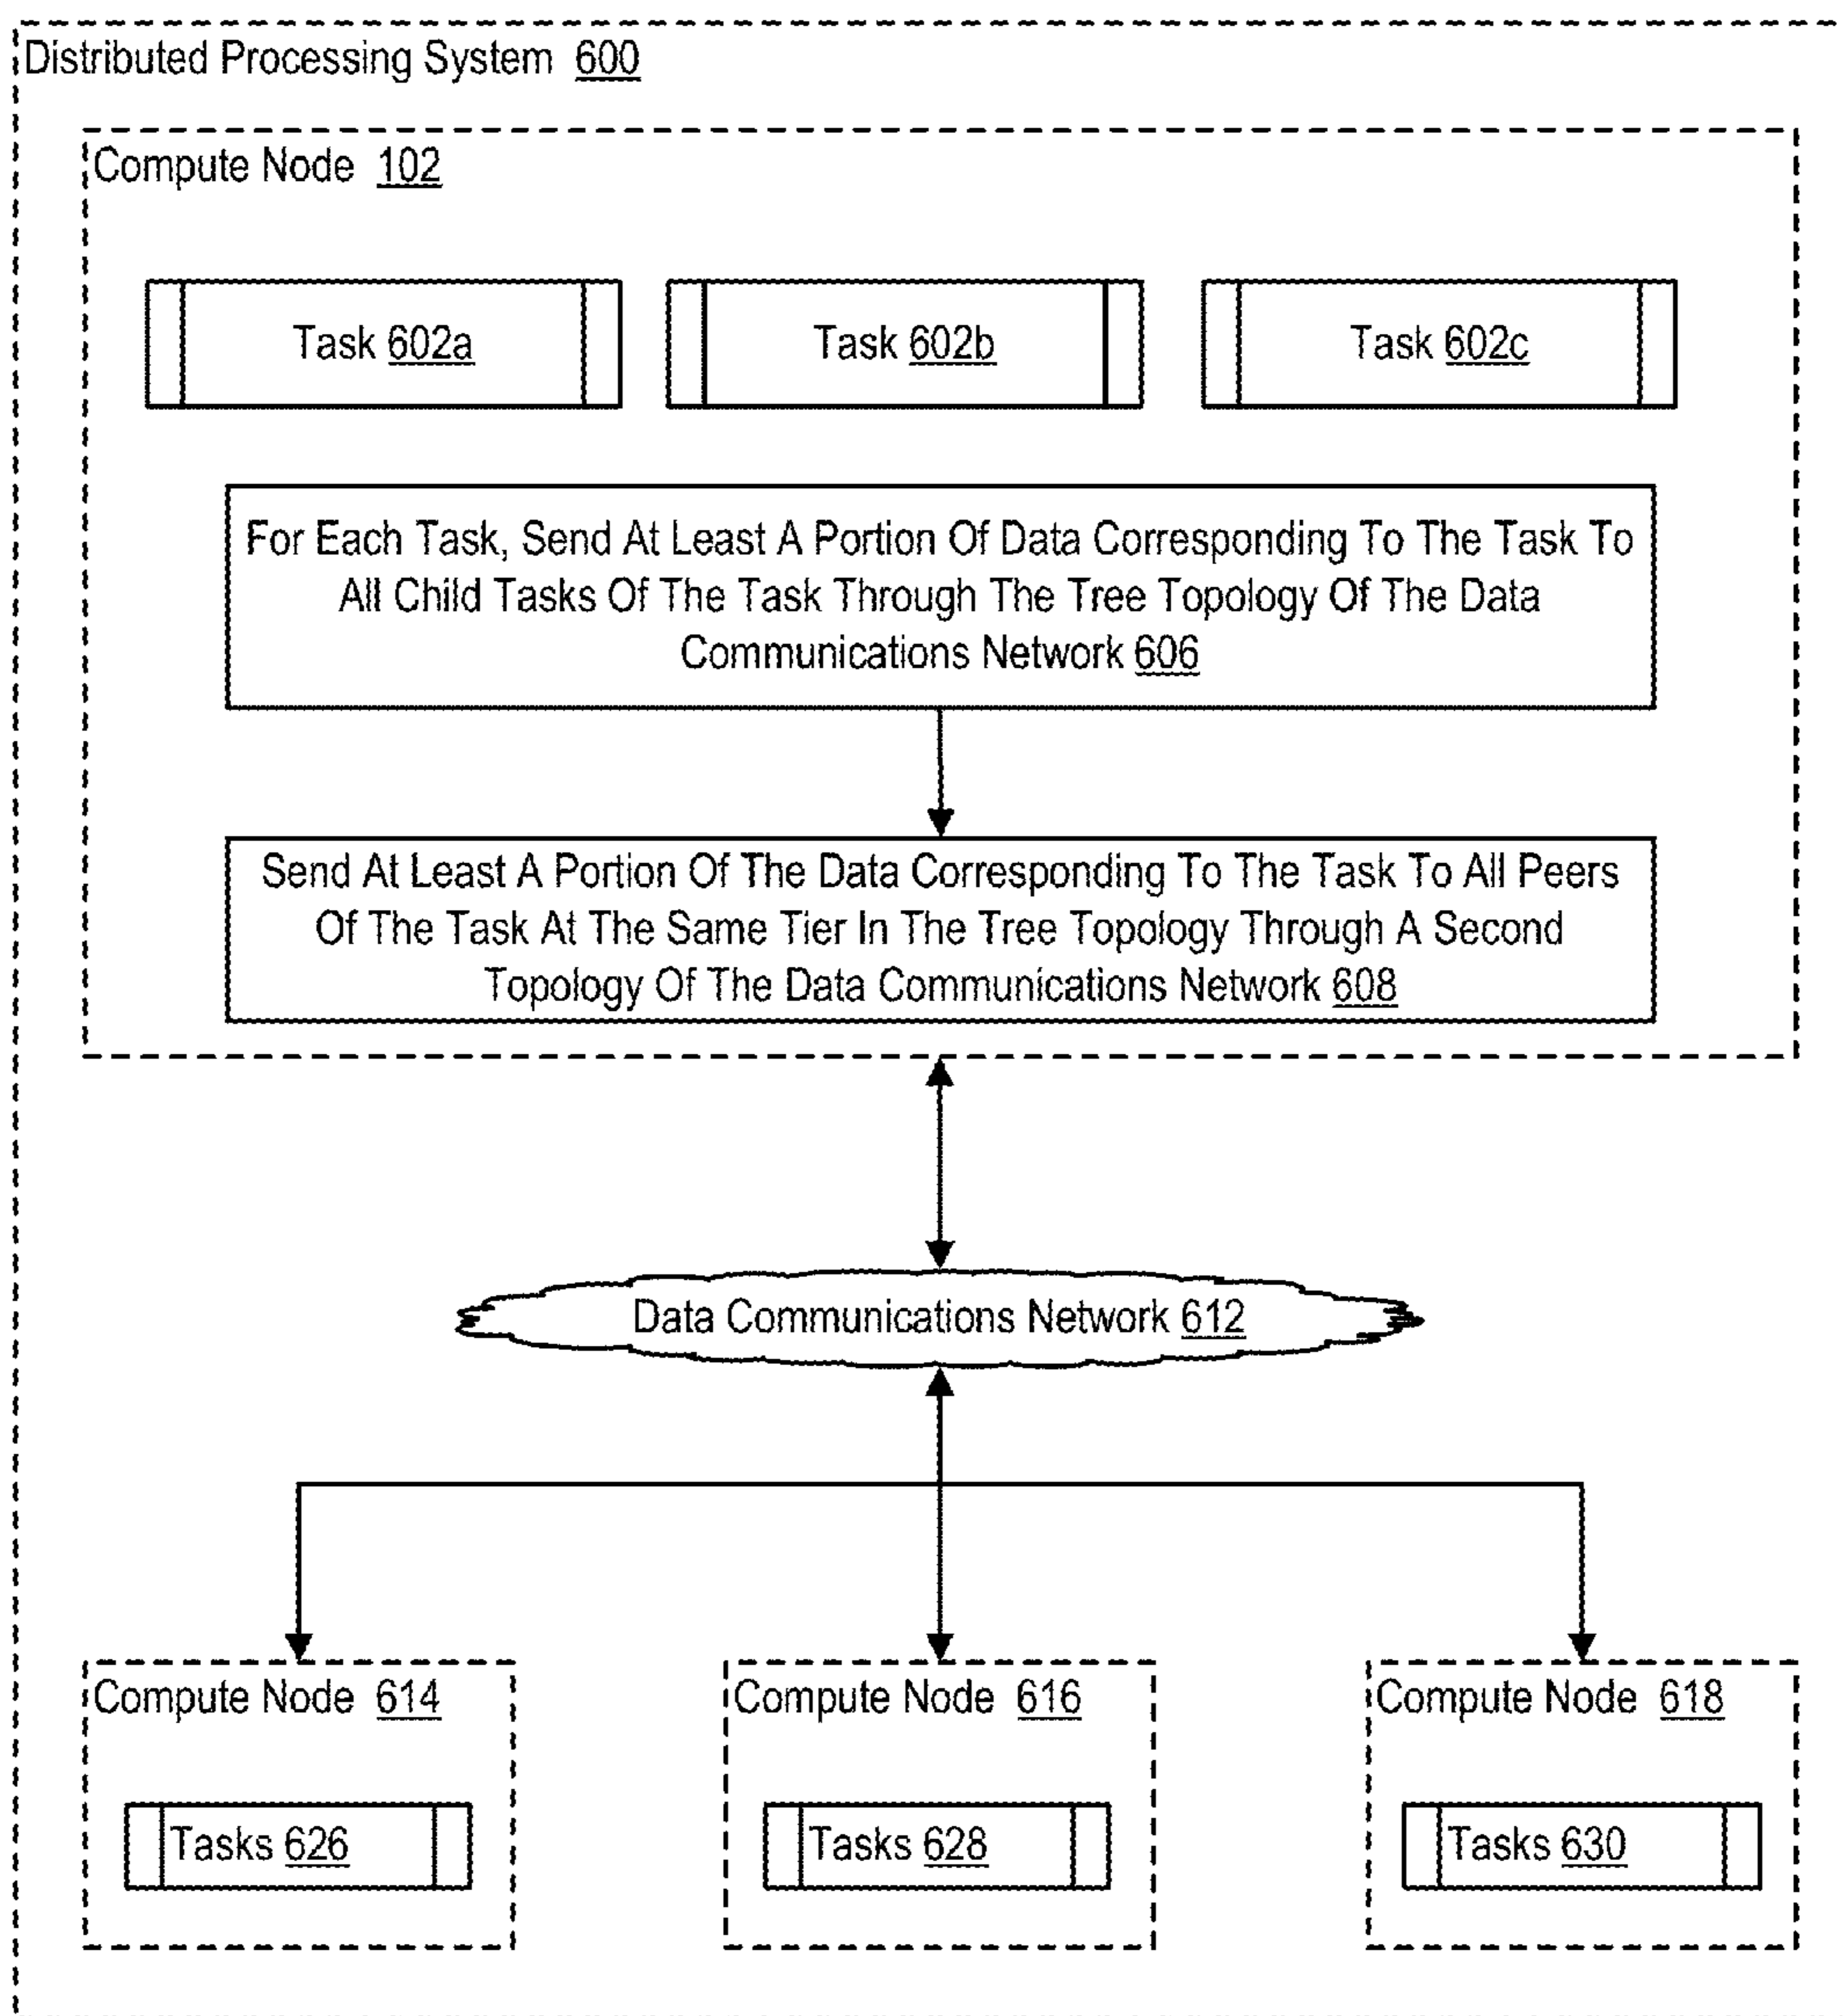 Distributed Processing System 600
Compute Node 102
Task 602a
Task 602b
Task 602c
For Each Task, Send At Least A Portion Of Data Corresponding To The Task To
All Child Tasks Of The Task Through The Tree Topology Of The Data
Communications Network 606
Send At Least A Portion Of The Data Corresponding To The Task To All Peers
Of The Task At The Same Tier In The Tree Topology Through A Second
Topology Of The Data Communications Network 608
Data Communications Network 612
Compute Node 614
Tasks 626
Compute Node 616
Tasks 628
Compute Node 618
Tasks 630